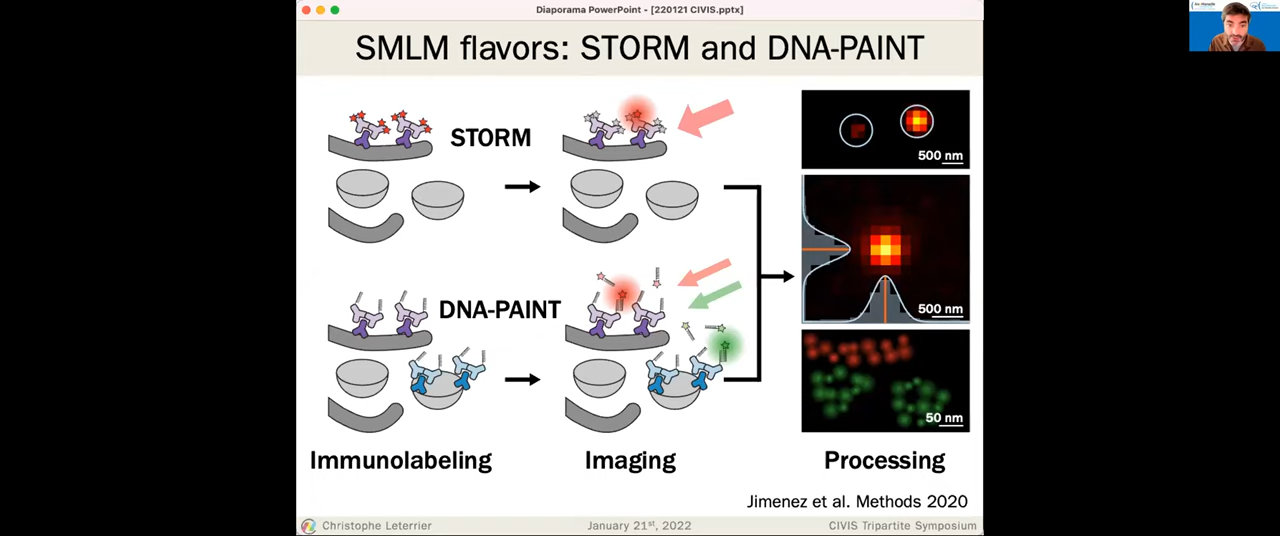 Diaporama PowerPoint - [220121 CIVIS.pptx]
SMLM flavors: STORM and DNA-PAINT
STORM
500 nm
500 nm
DNA-PAINT
50 nm
Immunolabeling
Imaging
Processing
Jimenez et al. Methods 2020
Christophe Leterrier
January 21st, 2022
CIVIS Tripartite Symposium